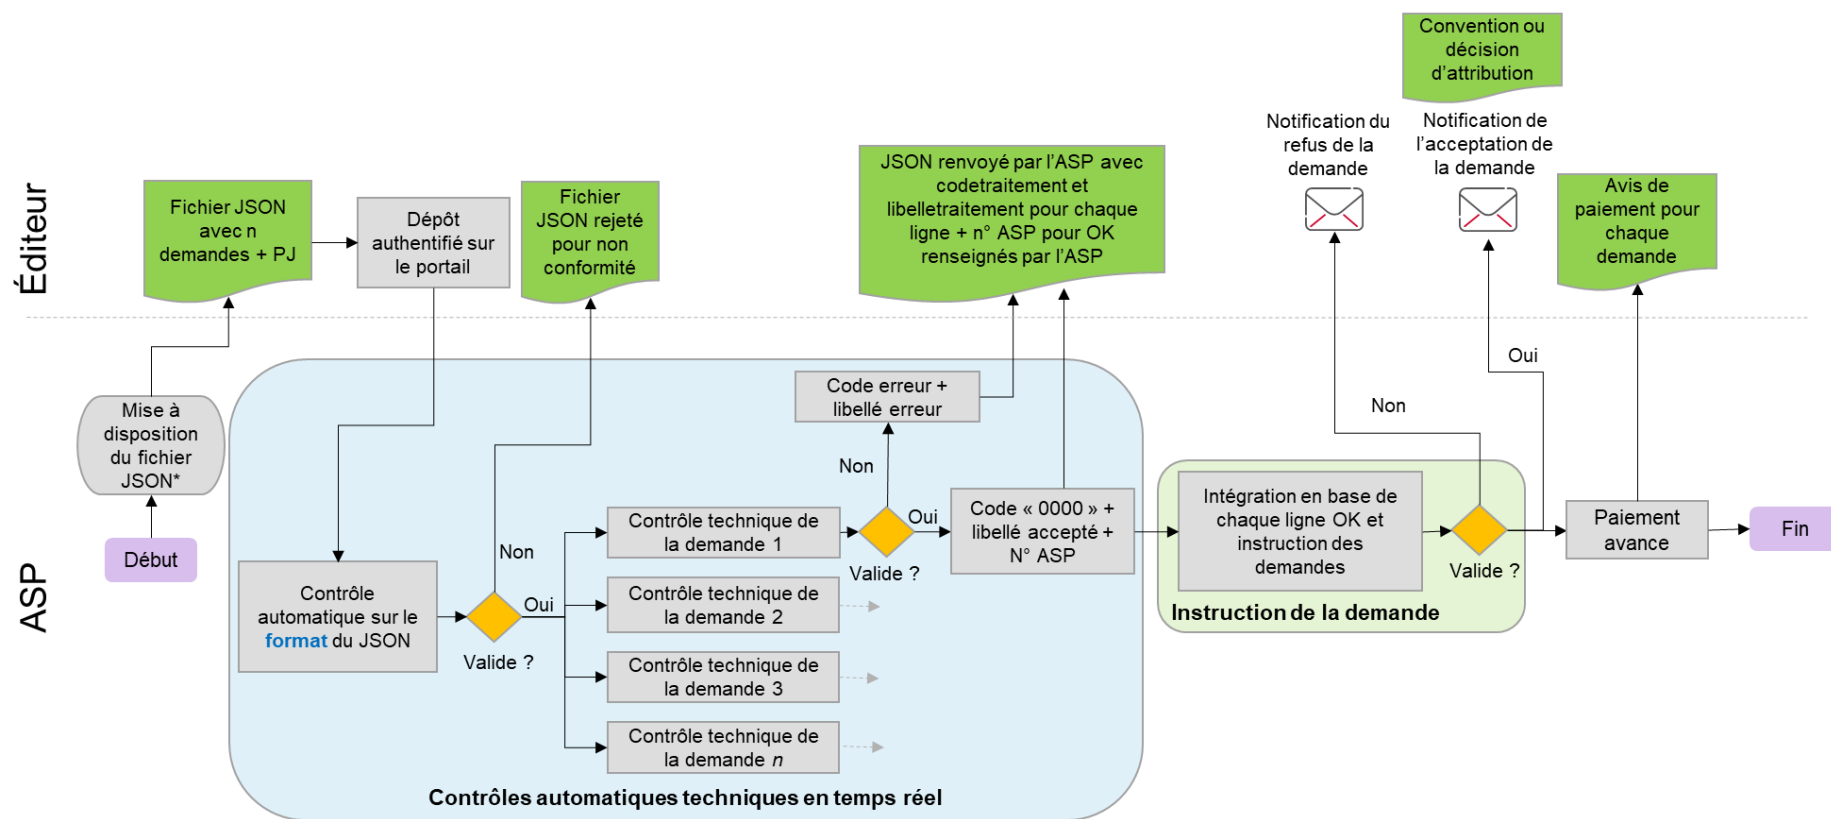 Éditeur
Fichier JSON
avec n
demandes + PJ
Dépôt
authentifié sur
le portail
Fichier
JSON rejeté
pour non
conformité
JSON renvoyé par l'ASP avec
codetraitement et
libelletraitement pour chaque
ligne + n° ASP pour OK
renseignés par l'ASP
Notification du
refus de la
demande
Convention ou
décision
d'attribution
Notification de
l'acceptation de
la demande
Avis de
paiement pour
chaque
demande
ASP
Début
Mise à
disposition
du fichier
JSON*
Contrôle
automatique sur le
format du JSON
Valide ?
Non
Oui
Contrôle technique de
la demande 1
Contrôle technique de
la demande 2
Contrôle technique de
la demande 3
Contrôle technique de
la demande n
Valide ?
Non
Oui
Code erreur +
libellé erreur
Code « 0000 » +
libellé accepté +
N° ASP
Contrôles automatiques techniques en temps réel
Intégration en base de
chaque ligne OK et
instruction des
demandes
Instruction de la demande
Valide ?
Non
Oui
Paiement
avance
Fin